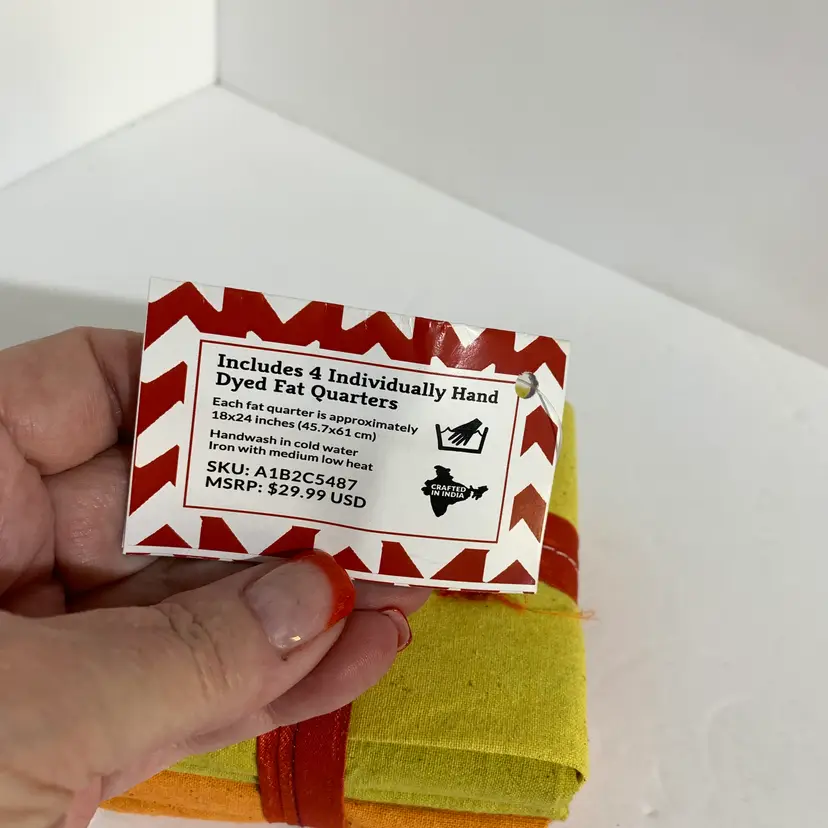 Includes 4 Individually Hand
Dyed Fat Quarters
Each fat quarter is approximately
18x24 inches (45.7x61 cm)
Handwash in cold water
Iron with medium low heat
SKU: A1B2C5487
MSRP: $29.99 USD
CRAFTED
IN INDIA